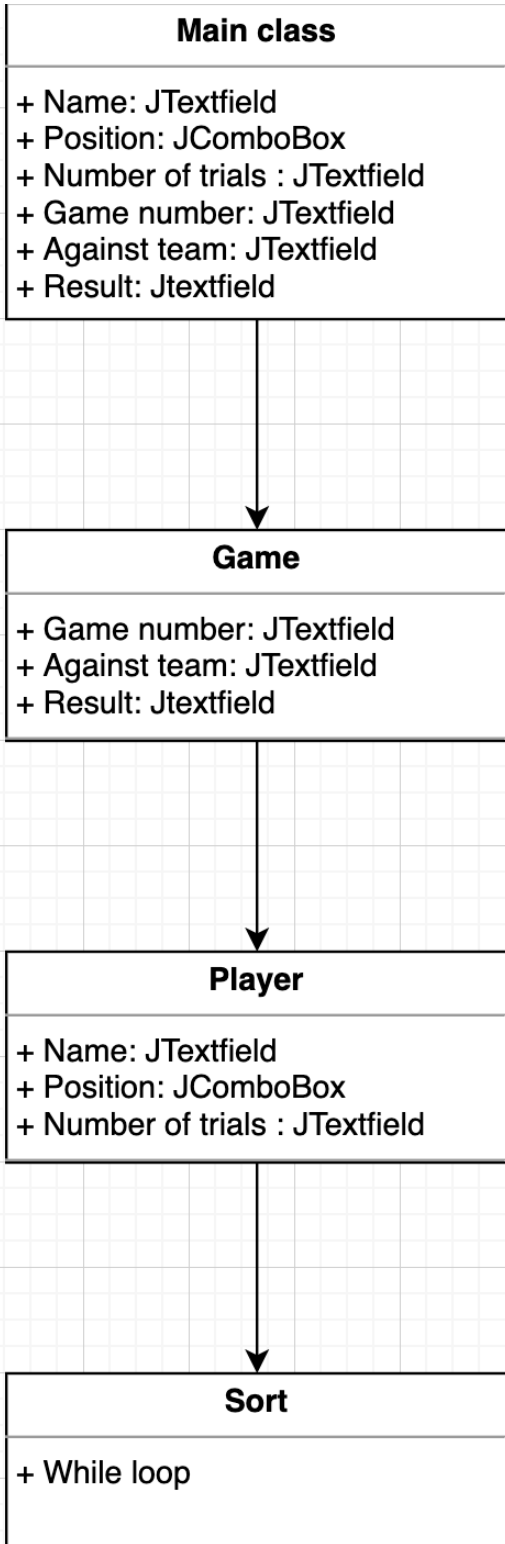 Main class
+ Name: JTextfield
+ Position: JComboBox
+ Number of trials : JTextfield
+ Game number: JTextfield
+ Against team: JTextfield
+ Result: Jtextfield
Game
+ Game number: JTextfield
+ Against team: JTextfield
+ Result: Jtextfield
Player
+ Name: JTextfield
+ Position: JComboBox
+ Number of trials : JTextfield
Sort
+ While loop